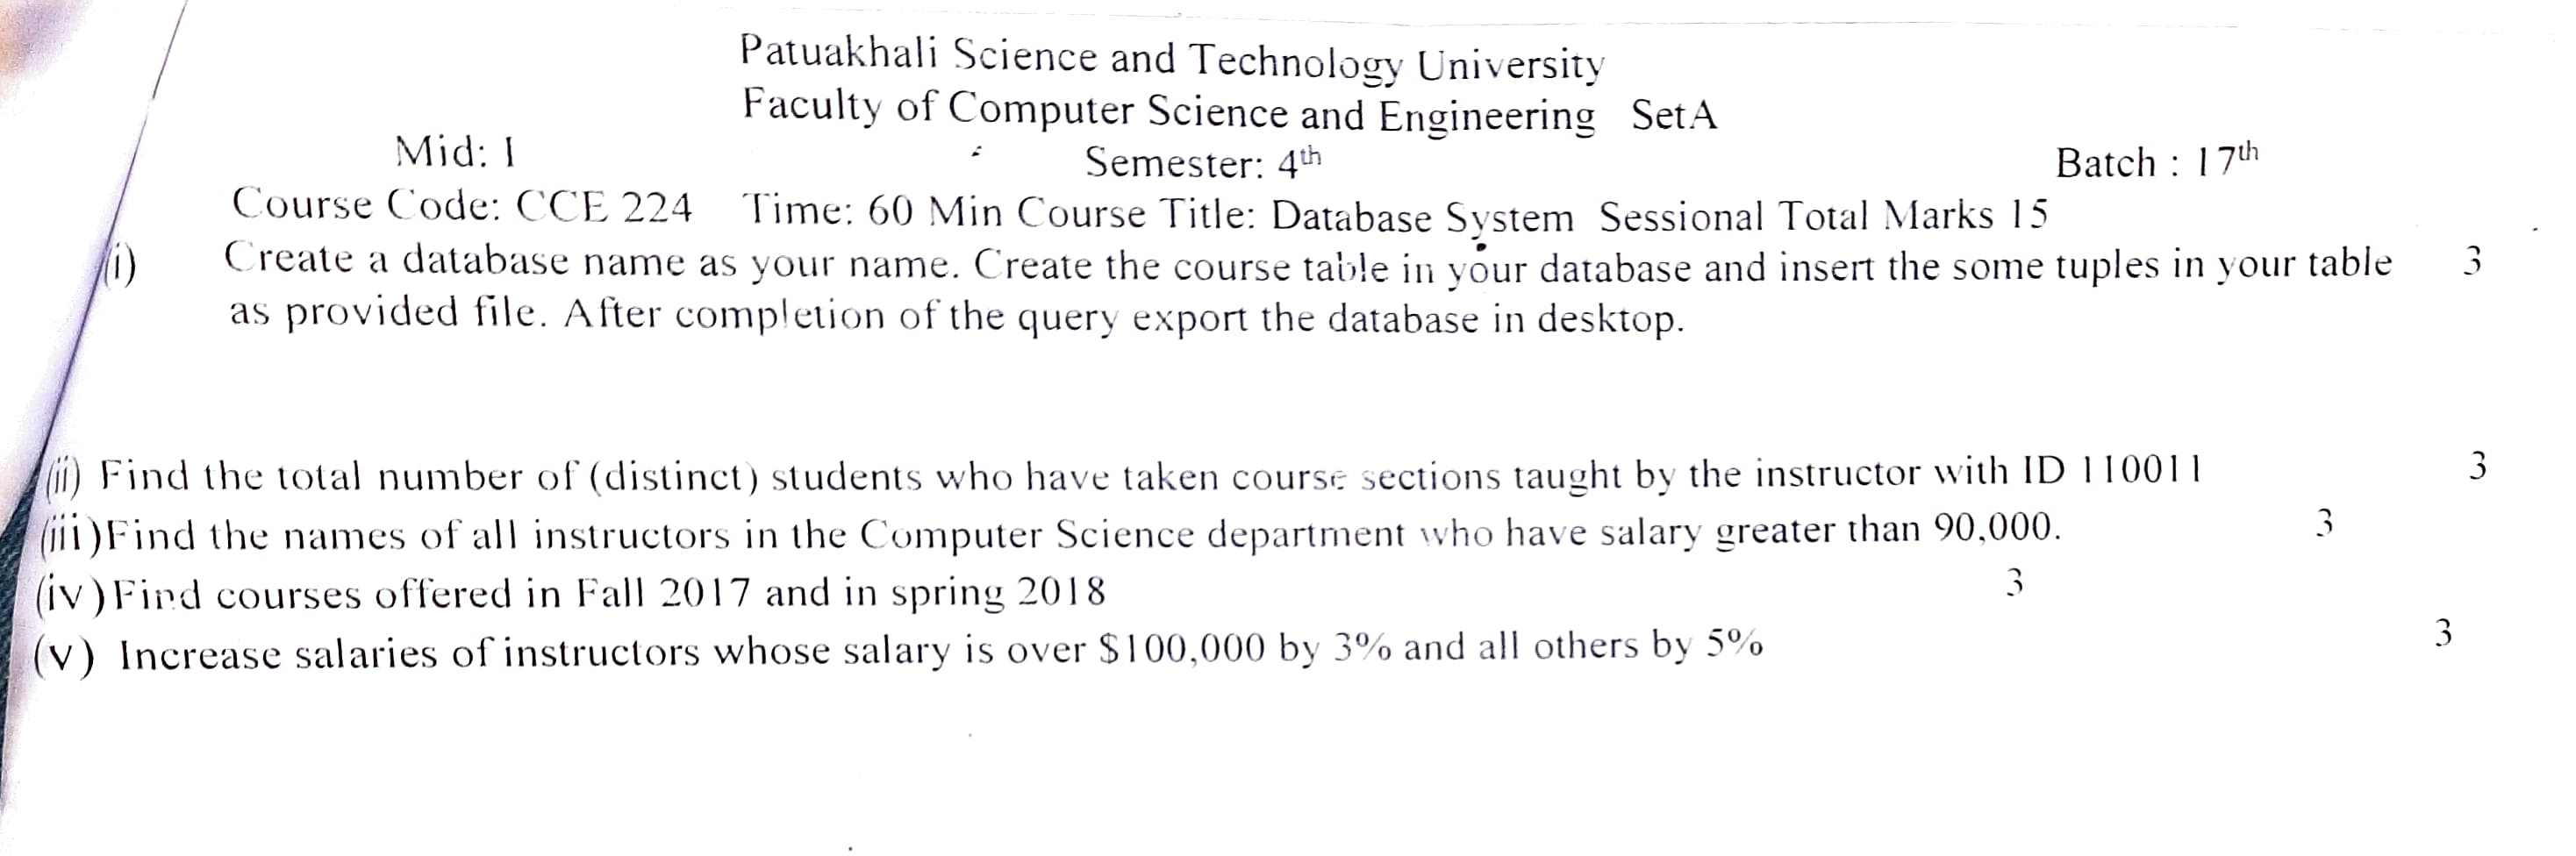 Patuakhali Science and Technology University
Faculty of Computer Science and Engineering SetA
Mid: I Semester: 4th Batch : 17th
Course Code: CCE 224 Time: 60 Min Course Title: Database System Sessional Total Marks 15
(i) Create a database name as your name. Create the course table in your database and insert the some tuples in your table 3
as provided file. After completion of the query export the database in desktop.
(ii) Find the total number of (distinct) students who have taken course sections taught by the instructor with ID 110011 3
(iii)Find the names of all instructors in the Computer Science department who have salary greater than 90,000. 3
(iv)Find courses offered in Fall 2017 and in spring 2018 3
(v) Increase salaries of instructors whose salary is over $100,000 by 3% and all others by 5% 3